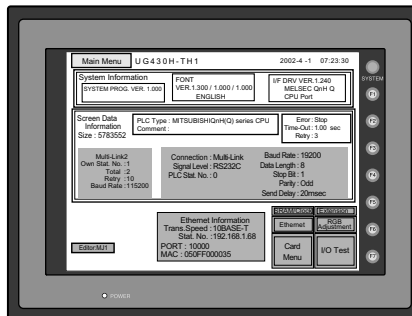 Main Menu UG430H-TH1 2002-4 -1 07:23:30
System Information
SYSTEM PROG. VER. 1.000
FONT
VER.1.300 / 1.000 / 1.000
ENGLISH
I/F DRV VER.1.240
MELSEC QnH Q
CPU Port
SYSTEM
F1
F2
F3
F4
F5
F6
F7
Screen Data
Information
Size : 5783552
PLC Type : MITSUBISHIQnH(Q) series CPU
Comment :
Error : Stop
Time-Out : 1.00 sec
Retry : 3
Multi-Link2
Own Stat. No. : 1
Total : 2
Retry : 10
Baud Rate : 115200
Connection : Multi-Link
Signal Level : RS232C
PLC Stat. No. : 0
Baud Rate : 19200
Data Length : 8
Stop Bit : 1
Parity : Odd
Send Delay : 20msec
Ethernet Information
Trans.Speed : 10BASE-T
Stat. No. : 192.168.1.68
PORT : 10000
MAC : 050FF000035
SRAM/Clock
Extension
Ethernet
RGB
Adjustment
Card
Menu
I/O Test
Editor:MJ1
POWER